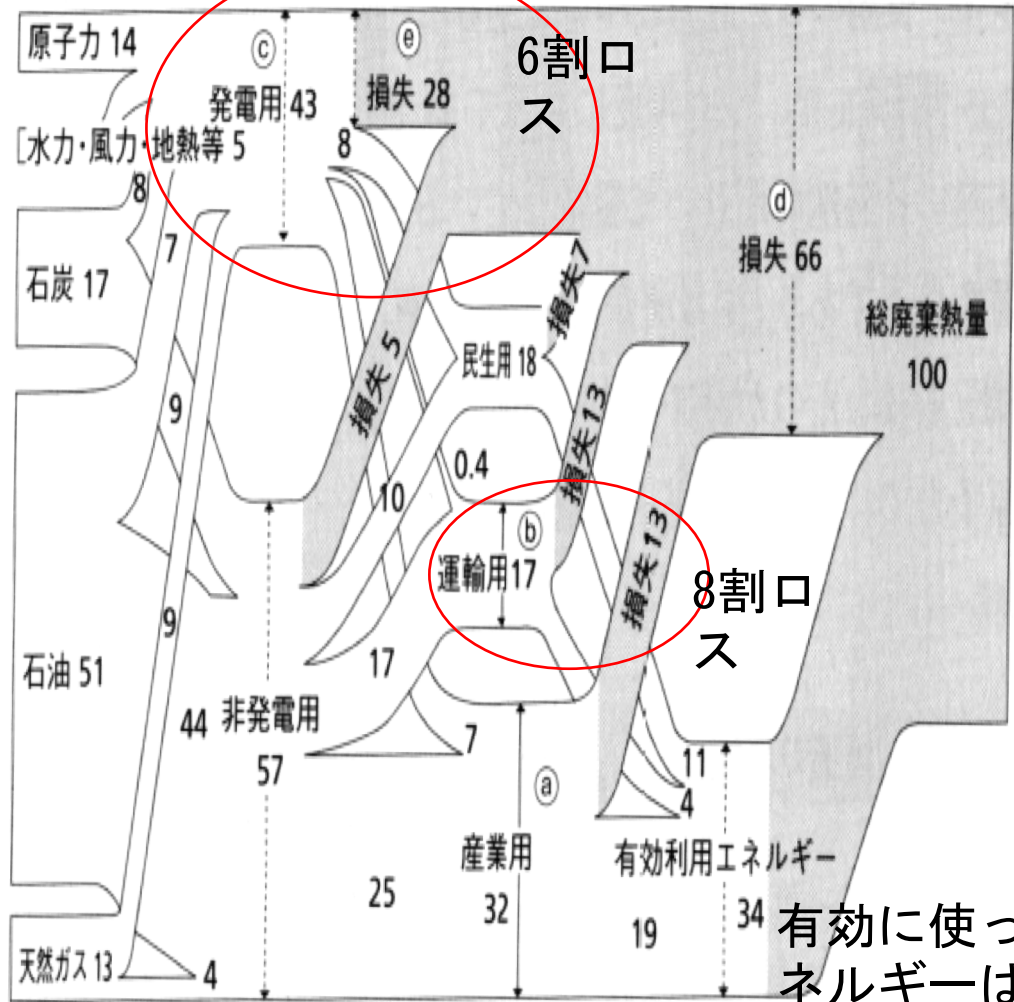 原子力 14
ⓒ
発電用 43
ⓔ
損失 28
6割ロ
ス
[水力・風力・地熱等 5
8
8
7
ⓓ
損失 66
石炭 17
総廃棄熱量
100
損失 7
民生用 18
損失 5
9
損失 13
0.4
10
ⓑ
運輸用17
損失 13
8割ロ
ス
9
石油 51
17
44
非発電用
57
7
ⓐ
11
4
産業用
32
有効利用エネルギー
34
25
19
有効に使っ
ネルギーは
天然ガス 13
4